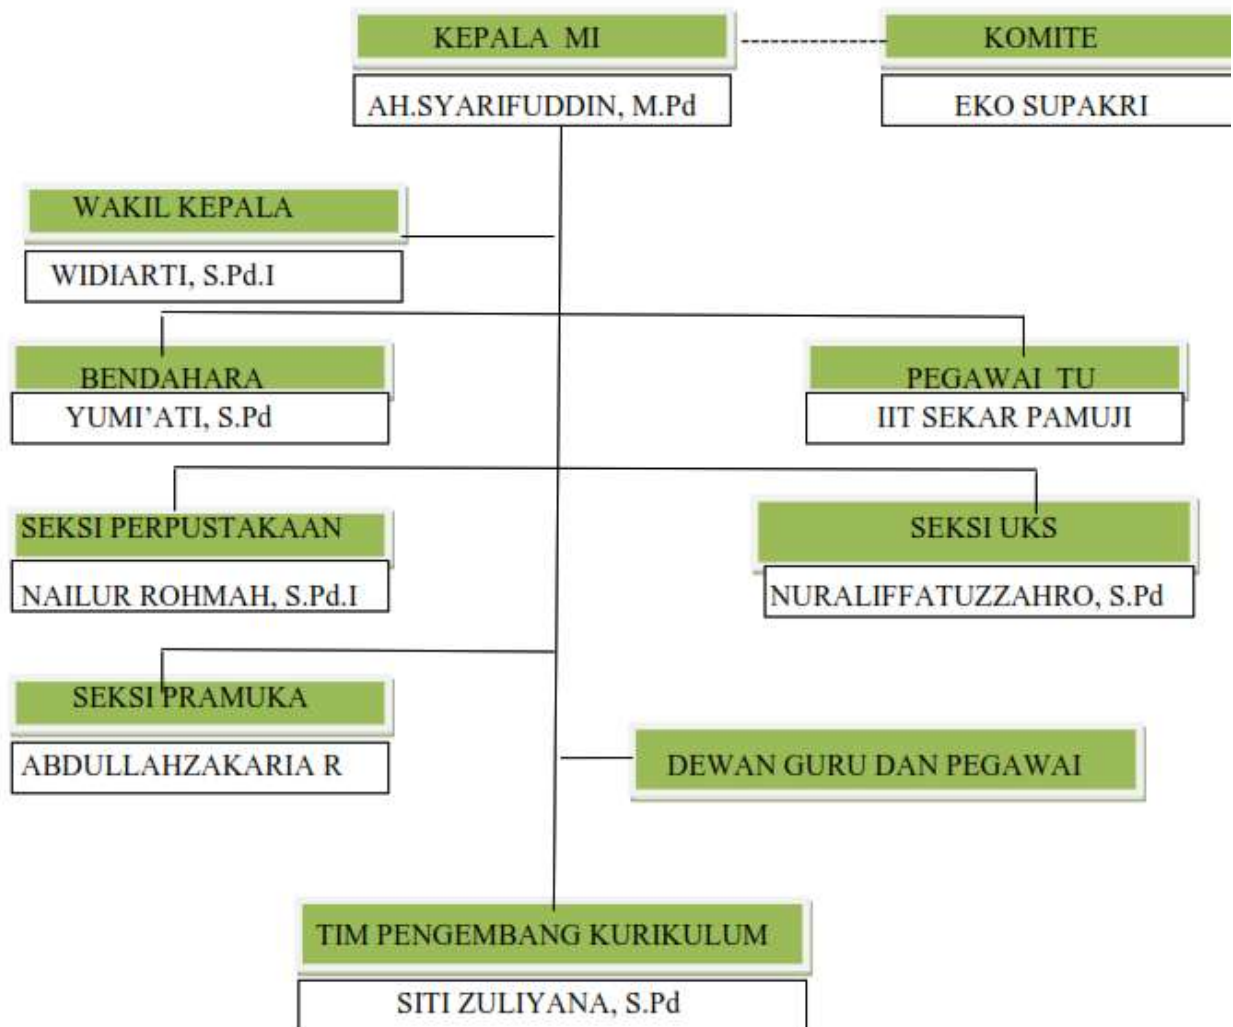 KEPALA MI
KOMITE
AH.SYARIFUDDIN, M.Pd
EKO SUPAKRI
WAKIL KEPALA
WIDIARTI, S.Pd.I
BENDAHARA
PEGAWAI TU
YUMI’ATI, S.Pd
IIT SEKAR PAMUJI
SEKSI PERPUSTAKAAN
SEKSI UKS
NAILUR ROHMAH, S.Pd.I
NURALIFFATUZZAHRO, S.Pd
SEKSI PRAMUKA
ABDULLAHZAKARIA R
DEWAN GURU DAN PEGAWAI
TIM PENGEMBANG KURIKULUM
SITI ZULIYANA, S.Pd